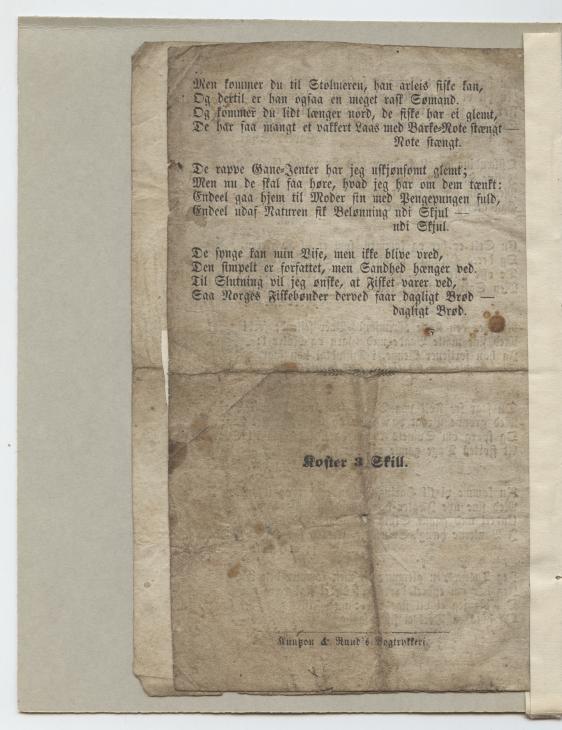 Men kommer du til Stolmeren, han arleis fiske kan,
Og dertil er han ogsaa en meget rask Sømand.
Og kommer du lidt længer nord, de fiske har ei glemt,
De har saa mangt et vakkert Laas med Barke-Note stængt —
Note stængt.
De rappe Gane-Jenter har jeg uskjønsomt glemt;
Men nu de skal faa høre, hvad jeg har om dem tænkt:
Endeel gaa hjem til Moder sin med Pengepungen fuld,
Endeel udaf Naturen fik Belønning udi Skjul —
udi Skjul.
De synge kan min Vise, men ikke blive vred,
Den simpelt er forfattet, men Sandhed hænger ved.
Til Slutning vil jeg ønske, at Fisket varer ved,
Saa Norges Fiskebønder derved faar dagligt Brød —
dagligt Brød.
Koster 3 Skill.
& Ruud's Bogtrykkeri.